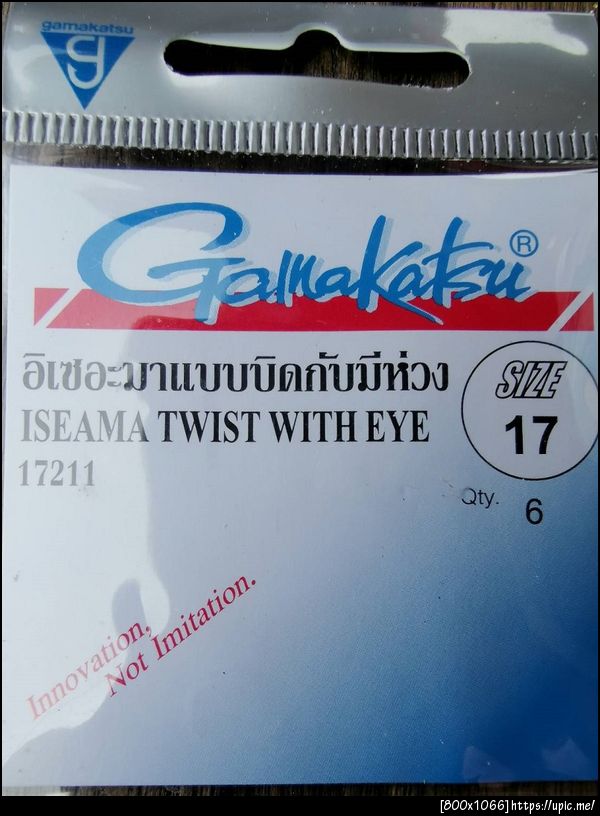 gamakatsu
g
Gamakatsu®
อิเซอะมาแบบบิดกับมีห่วง
ISEAMA TWIST WITH EYE
17211
SIZE
17
Qty. 6
Innovation,
Not Imitation.
[800x1066]https://upic.me/